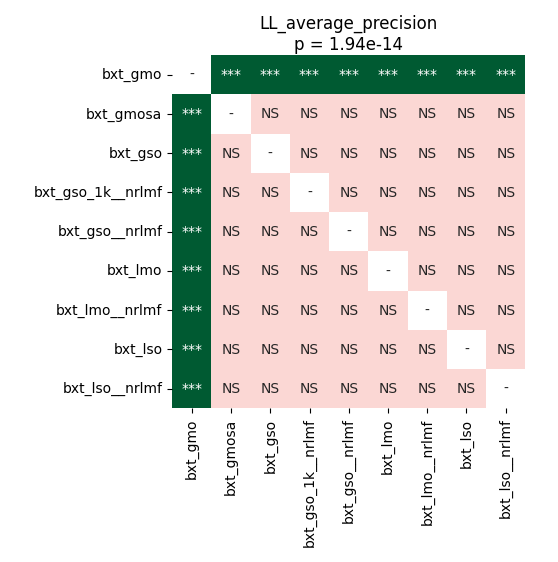 LL_average_precision
p = 1.94e-14
bxt_gmo - *** *** *** *** *** *** *** ***
bxt_gmosa *** - NS NS NS NS NS NS NS
bxt_gso *** NS - NS NS NS NS NS NS
bxt_gso_1k__nrlmf *** NS NS - NS NS NS NS NS
bxt_gso__nrlmf *** NS NS NS - NS NS NS NS
bxt_lmo *** NS NS NS NS - NS NS NS
bxt_lmo__nrlmf *** NS NS NS NS NS - NS NS
bxt_lso *** NS NS NS NS NS NS - NS
bxt_lso__nrlmf *** NS NS NS NS NS NS NS -
bxt_gmo
bxt_gmosa
bxt_gso
bxt_gso_1k__nrlmf
bxt_gso__nrlmf
bxt_lmo
bxt_lmo__nrlmf
bxt_lso
bxt_lso__nrlmf